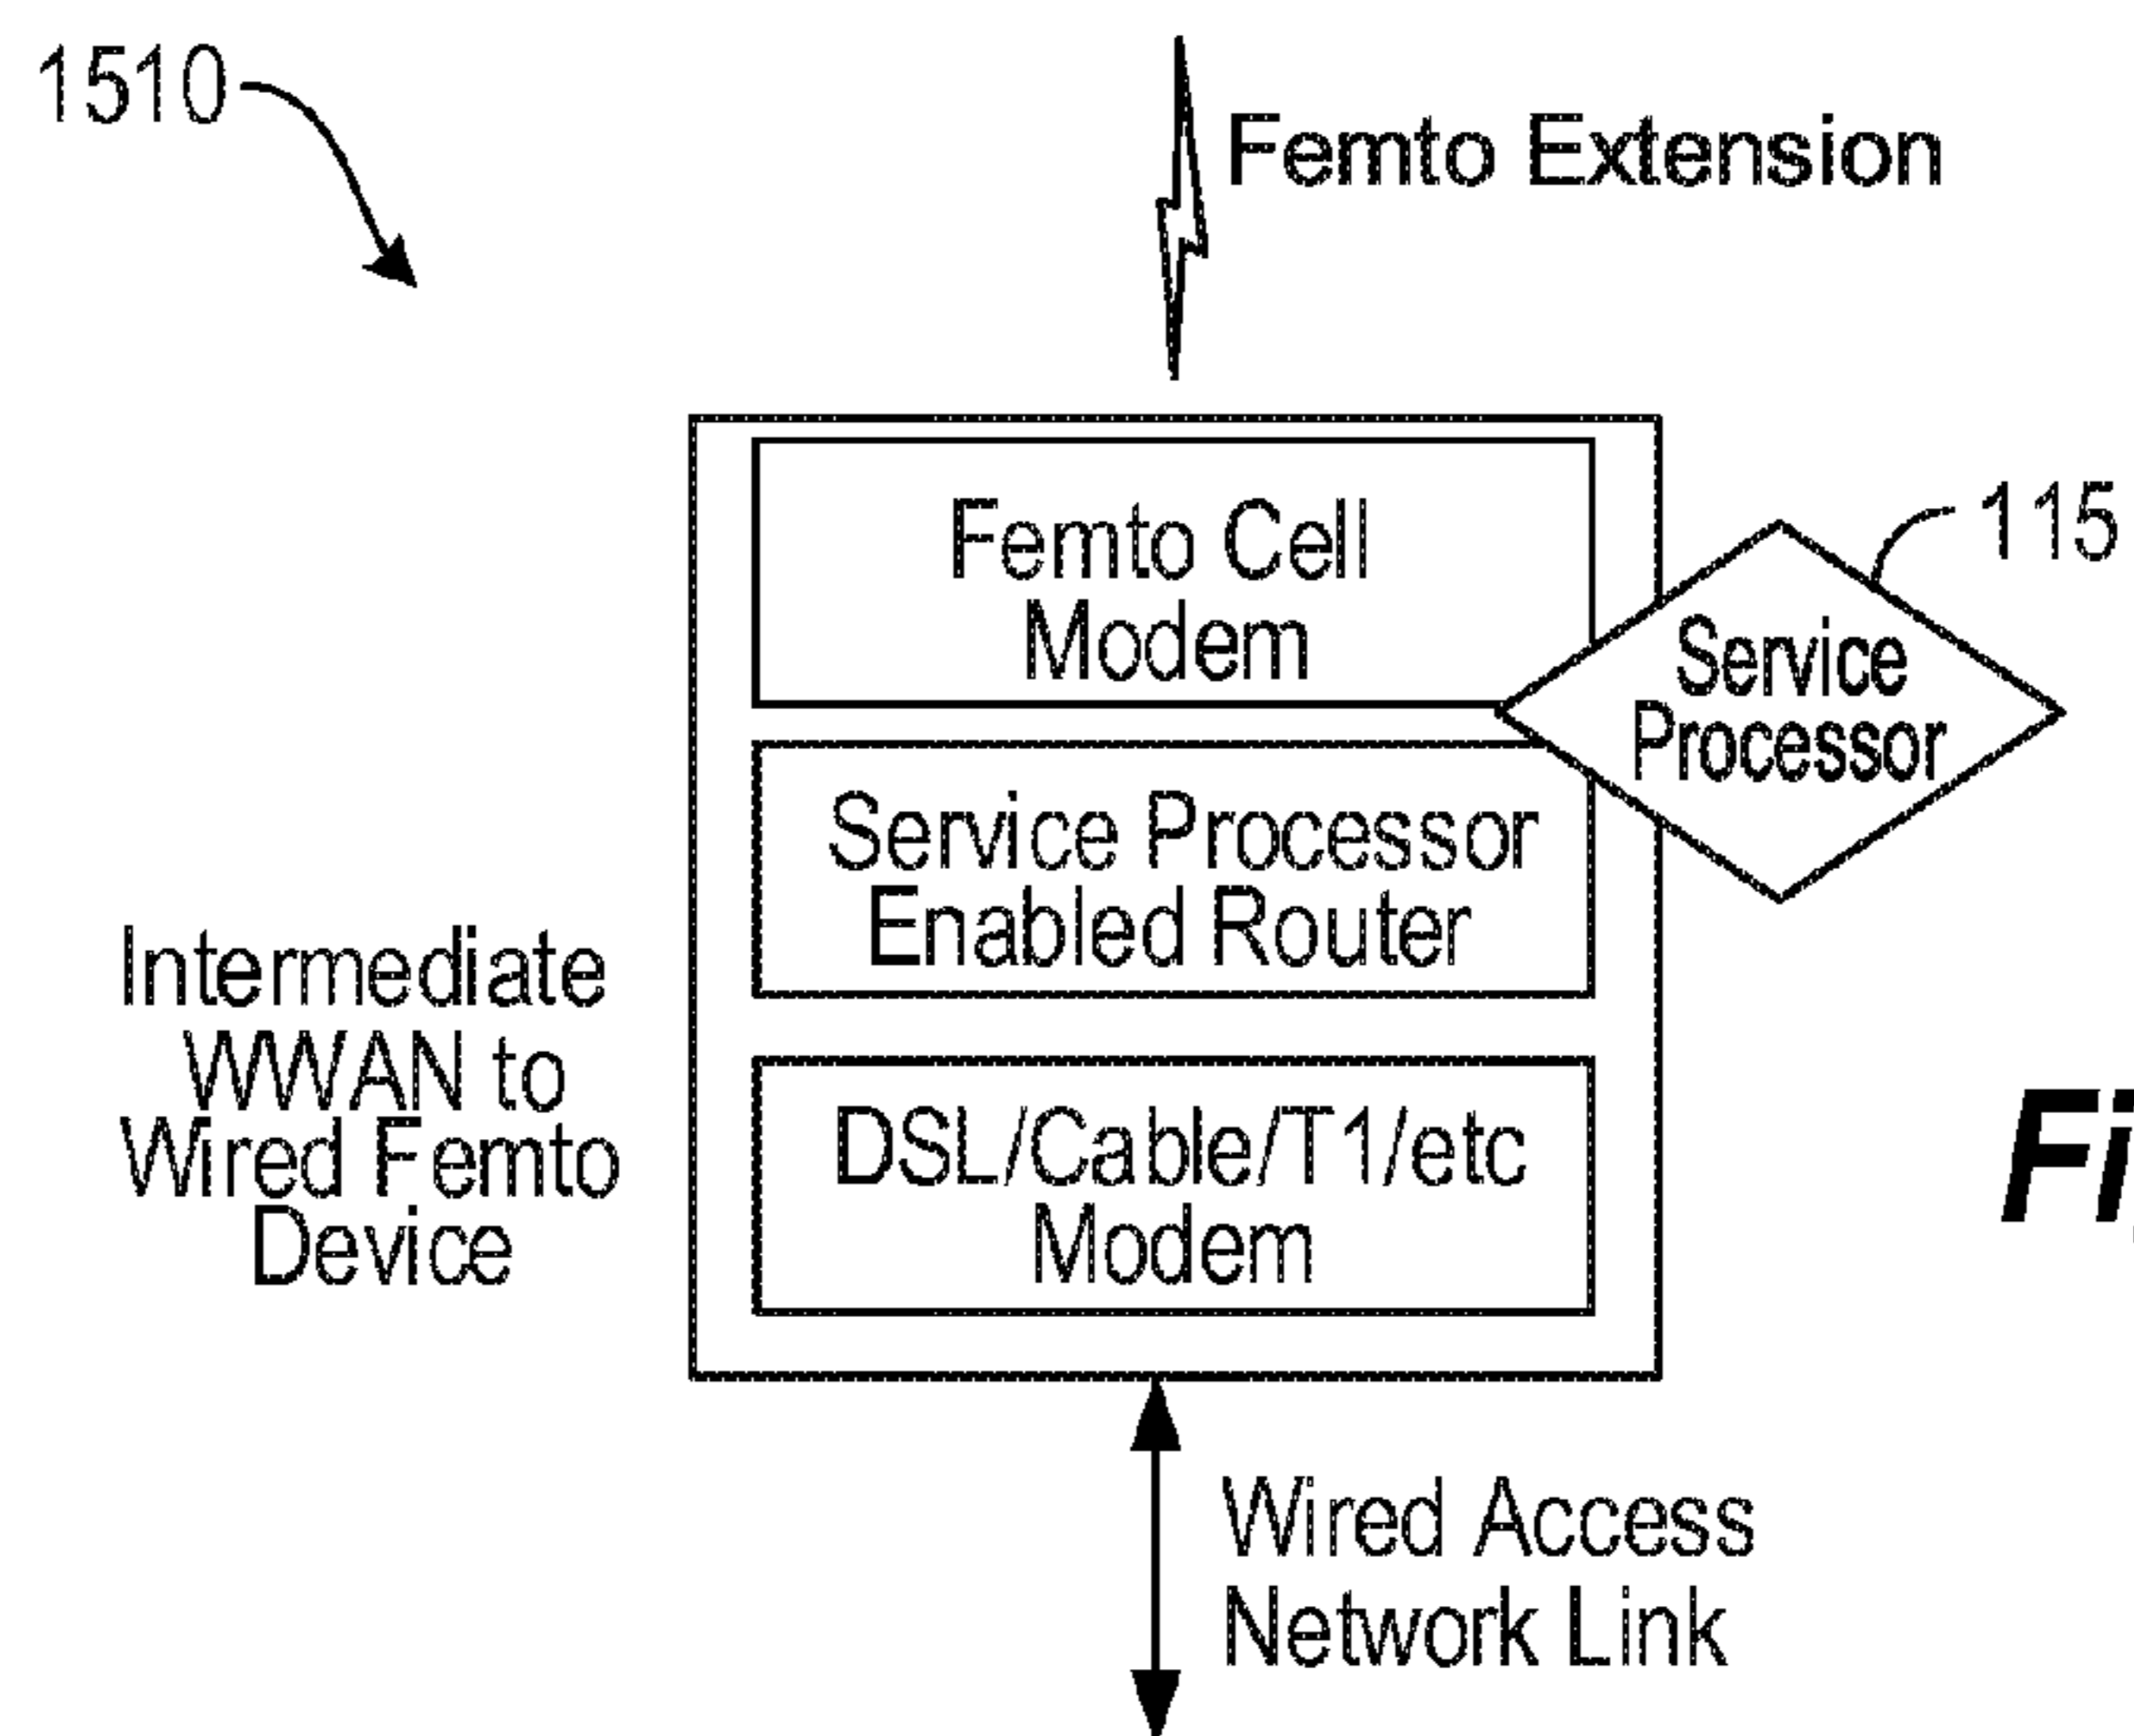 1510
Femto Extension
Femto Cell
Modem
115
Service
Processor
Service Processor
Enabled Router
Intermediate
WWAN to
Wired Femto
Device
DSL/Cable/T1/etc
Modem
Wired Access
Network Link